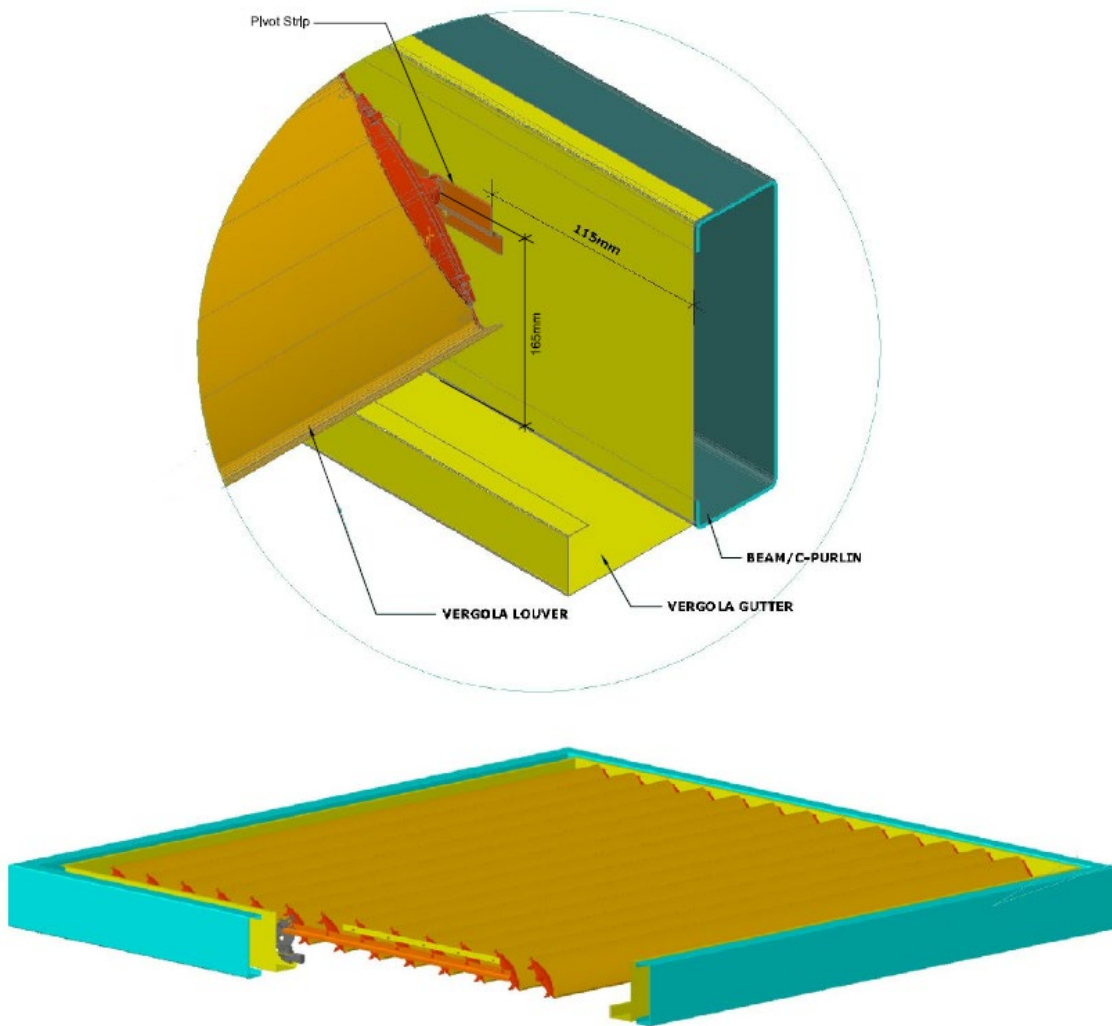 Pivot Strip
115mm
165mm
BEAM/C-PURLIN
VERGOLA GUTTER
VERGOLA LOUVER